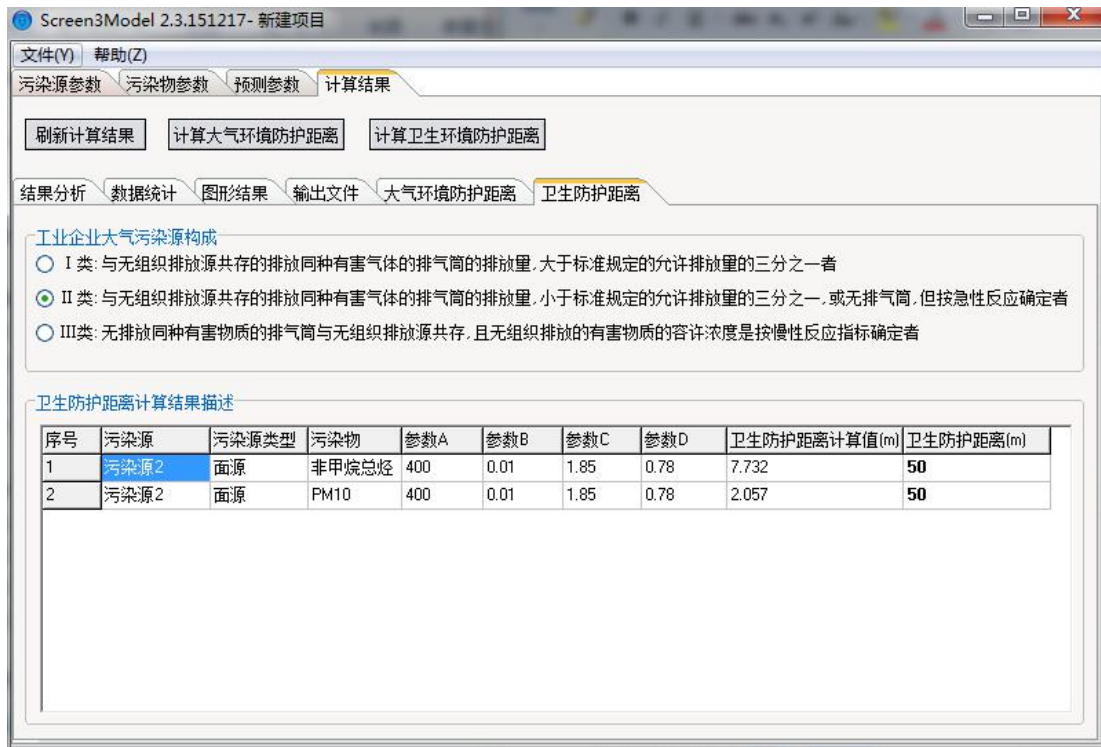 Screen3Model 2.3.151217- 新建项目
文件(Y) 帮助(Z)
污染源参数 污染物参数 预测参数 计算结果
刷新计算结果 计算大气环境防护距离 计算卫生环境防护距离
结果分析 数据统计 图形结果 输出文件 大气环境防护距离 卫生防护距离
工业企业大气污染源构成
I 类: 与无组织排放源共存的排放同种有害气体的排气筒的排放量,大于标准规定的允许排放量的三分之一者
II 类: 与无组织排放源共存的排放同种有害气体的排气筒的排放量,小于标准规定的允许排放量的三分之一,或无排气筒,但按急性反应确定者
III类: 无排放同种有害物质的排气筒与无组织排放源共存,且无组织排放的有害物质的容许浓度是按慢性反应指标确定者
卫生防护距离计算结果描述
序号 污染源 污染源类型 污染物 参数A 参数B 参数C 参数D 卫生防护距离计算值(m) 卫生防护距离(m)
1 污染源2 面源 非甲烷总烃 400 0.01 1.85 0.78 7.732 50
2 污染源2 面源 PM10 400 0.01 1.85 0.78 2.057 50